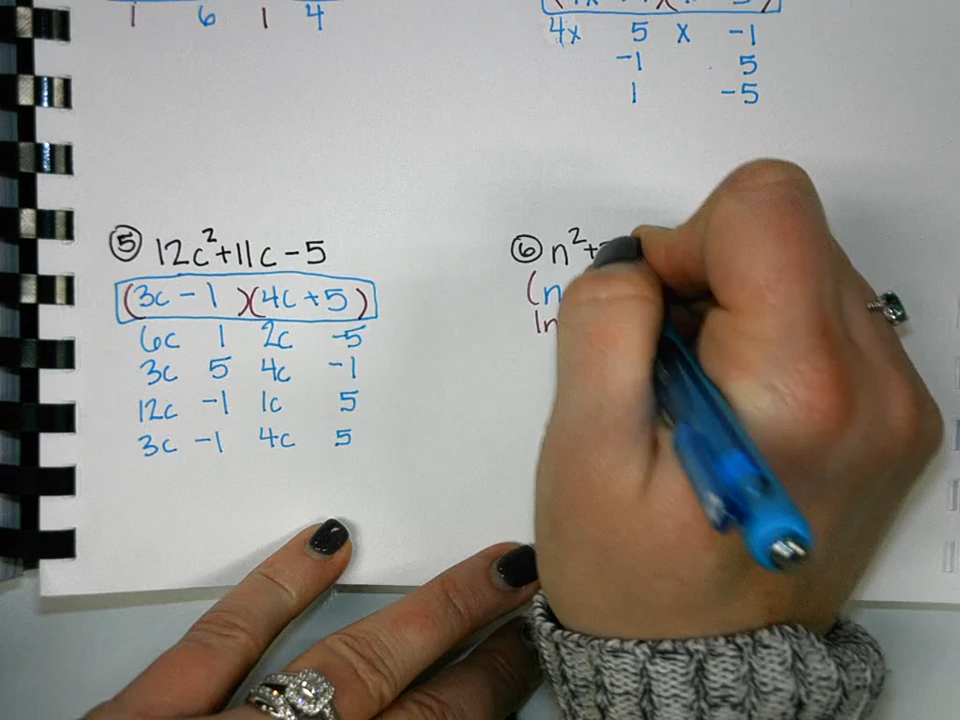 1 6 1 4
4x 5 x -1
-1 5
1 -5
⑤ 12c²+11c-5
(3c-1)(4c+5)
6c 1 2c -5
3c 5 4c -1
12c -1 1c 5
3c -1 4c 5
⑥ n²+
(n
1n